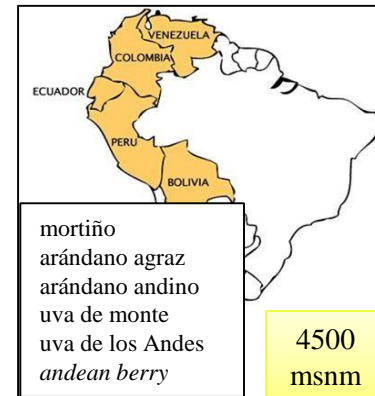 VENEZUELA
COLOMBIA
ECUADOR
PERU
BOLIVIA
mortiño
arándano agraz
arándano andino
uva de monte
uva de los Andes
andean berry
4500
msnm